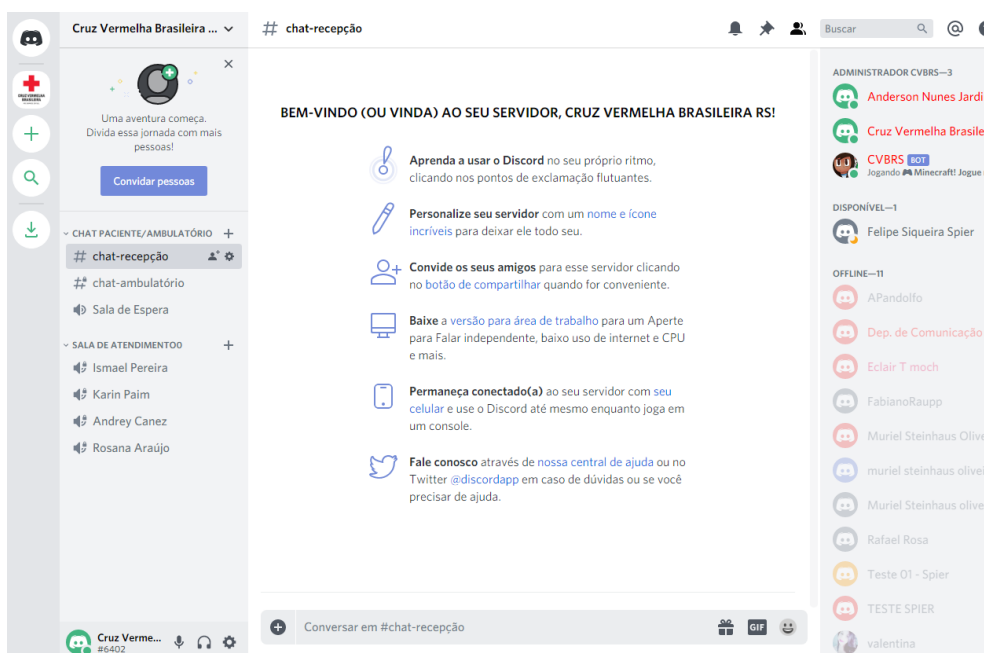 Cruz Vermelha Brasileira ...
Uma aventura começa.
Divida essa jornada com mais
pessoas!
Convidar pessoas
CHAT PACIENTE/AMBULATÓRIO
chat-recepção
chat-ambulatório
Sala de Espera
SALA DE ATENDIMENTO0
Ismael Pereira
Karin Paim
Andrey Canez
Rosana Araújo
Cruz Verme...
#6402
chat-recepção
BEM-VINDO (OU VINDA) AO SEU SERVIDOR, CRUZ VERMELHA BRASILEIRA RS!
Aprenda a usar o Discord no seu próprio ritmo,
clicando nos pontos de exclamação flutuantes.
Personalize seu servidor com um nome e ícone
incríveis para deixar ele todo seu.
Convide os seus amigos para esse servidor clicando
no botão de compartilhar quando for conveniente.
Baixe a versão para área de trabalho para um Aperte
para Falar independente, baixo uso de internet e CPU
e mais.
Permaneça conectado(a) ao seu servidor com seu
celular e use o Discord até mesmo enquanto joga em
um console.
Fale conosco através de nossa central de ajuda ou no
Twitter @discordapp em caso de dúvidas ou se você
precisar de ajuda.
Conversar em #chat-recepção
GIF
Buscar
ADMINISTRADOR CVBRS—3
Anderson Nunes Jardi
Cruz Vermelha Brasile
CVBRS BOT
Jogando Minecraft! Jogue
DISPONÍVEL—1
Felipe Siqueira Spier
OFFLINE—11
APandolfo
Dep. de Comunicação
Eclair T moch
FabianoRaupp
Muriel Steinhaus Olive
muriel steinhaus olivei
Muriel Steinhaus olive
Rafael Rosa
Teste 01 - Spier
TESTE SPIER
valentina